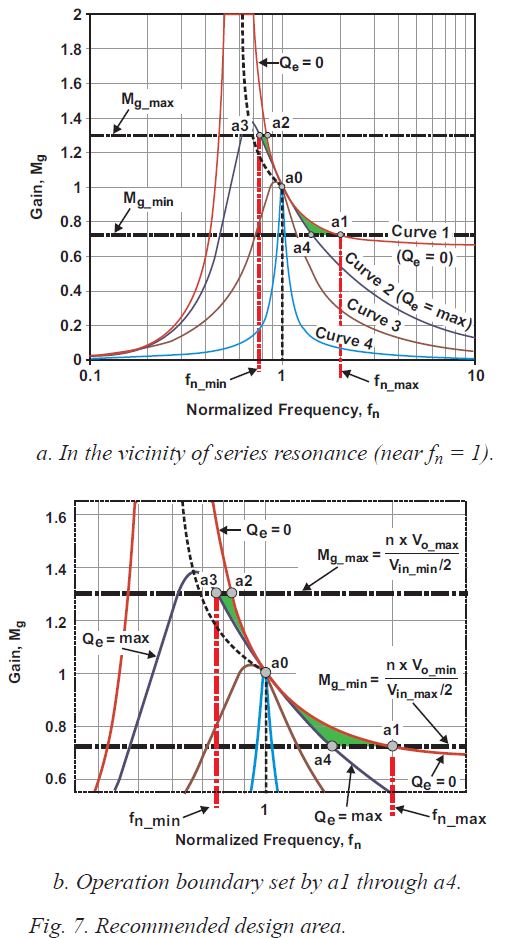 2
1.8
1.6
1.4
1.2
1
0.8
0.6
0.4
0.2
0
Gain, Mg
Mg_max
Mg_min
Qe = 0
a3
a2
a0
a1
a4
Curve 1
(Qe = 0)
Curve 2 (Qe = max)
Curve 3
Curve 4
0.1
fn_min
1
fn_max
10
Normalized Frequency, fn
a. In the vicinity of series resonance (near fn = 1).
1.6
1.4
1.2
1
0.8
0.6
Gain, Mg
Qe = 0
Mg_max = n x Vo_max
Vin_min/2
a3
a2
Qe = max
a0
Mg_min = n x Vo_min
Vin_max/2
a1
a4
Qe = 0
Qe = max
fn_min
1
fn_max
Normalized Frequency, fn
b. Operation boundary set by a1 through a4.
Fig. 7. Recommended design area.